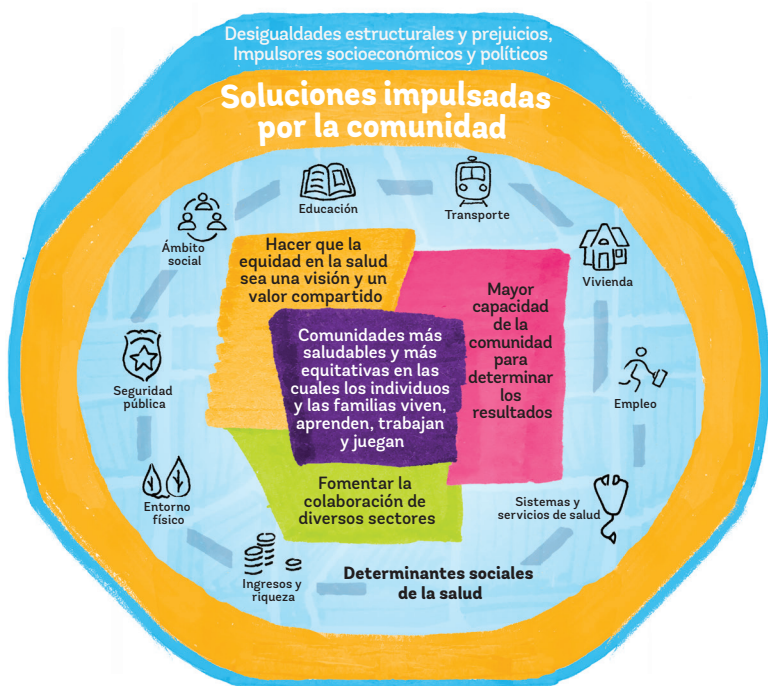 Desigualdades estructurales y prejuicios,
Impulsores socioeconómicos y políticos
Soluciones impulsadas
por la comunidad
Educación
Transporte
Ámbito
social
Vivienda
Hacer que la
equidad en la salud
sea una visión y un
valor compartido
Mayor
capacidad
de la
comunidad
para
determinar
los
resultados
Comunidades más
saludables y más
equitativas en las
cuales los individuos
y las familias viven,
aprenden, trabajan
y juegan
Seguridad
pública
Empleo
Fomentar la
colaboración de
diversos sectores
Entorno
físico
Sistemas y
servicios de salud
Ingresos y
riqueza
Determinantes sociales
de la salud